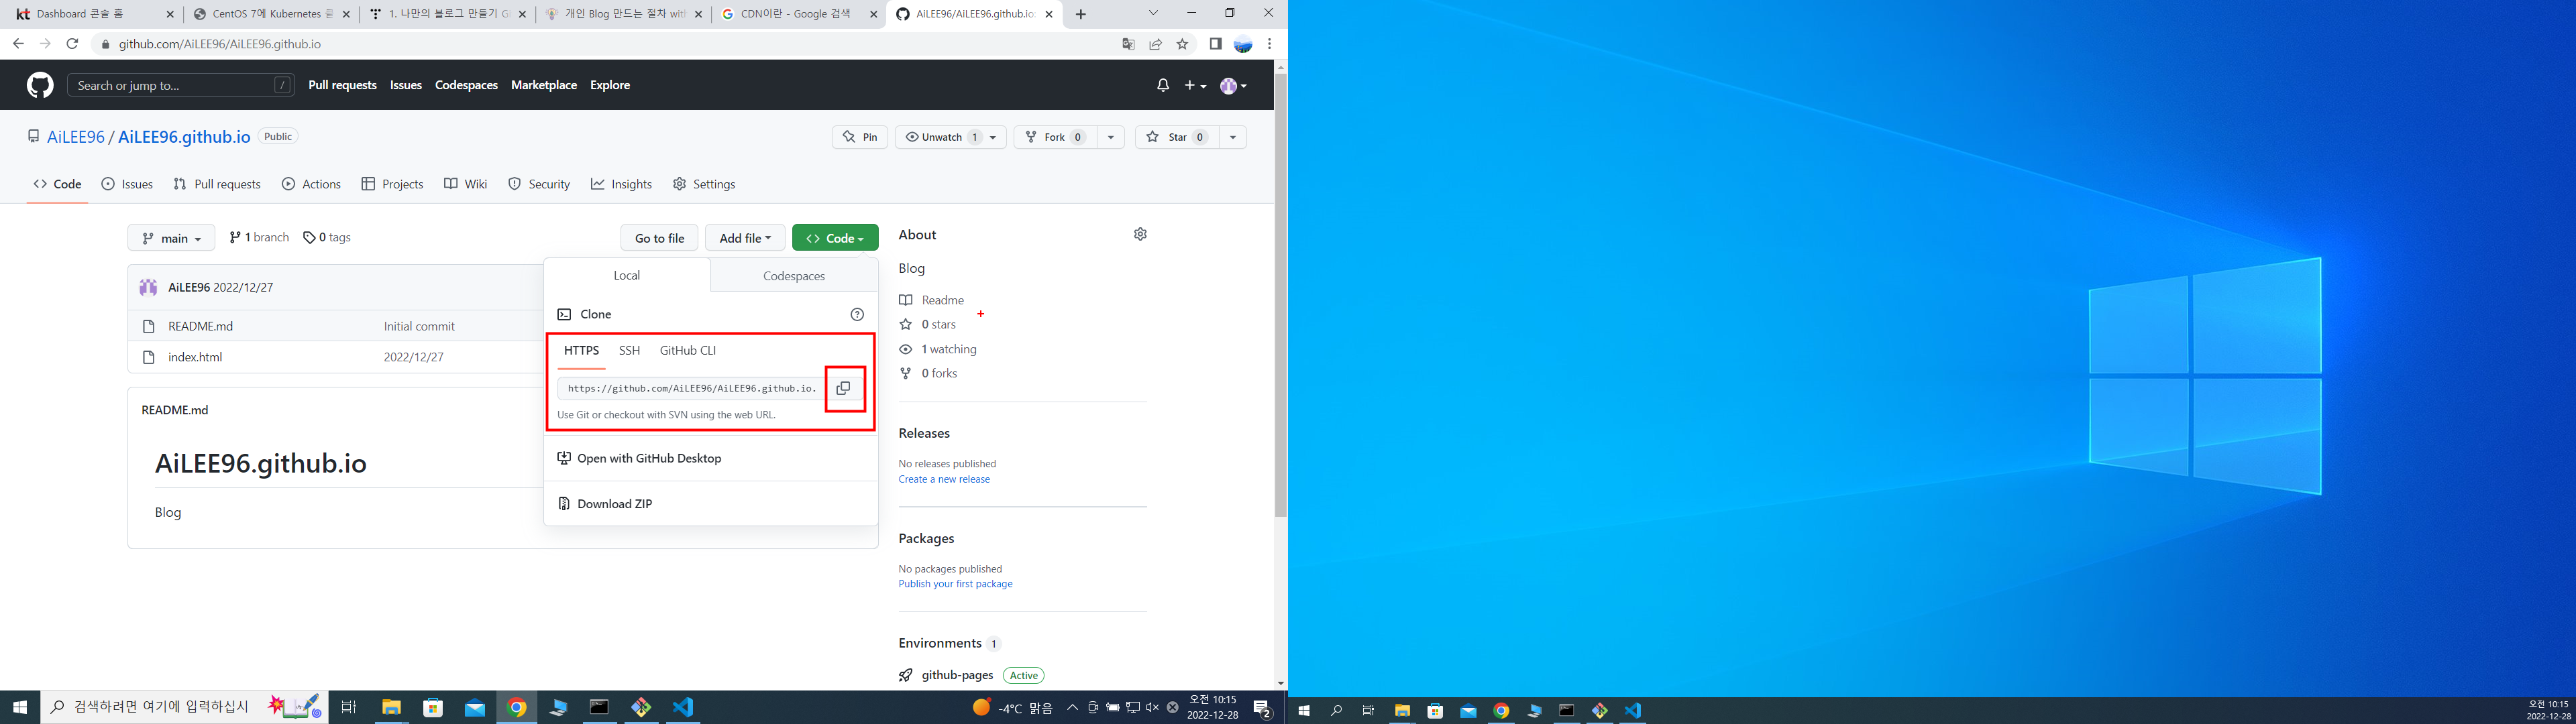 Dashboard 콘솔 홈
CentOS 7에 Kubernetes
1. 나만의 블로그 만들기
개인 Blog 만드는 절차
CDN이란 - Google 검색
AiLEE96/AiLEE96.github.io
github.com/AiLEE96/AiLEE96.github.io
Search or jump to...
/
Pull requests
Issues
Codespaces
Marketplace
Explore
AiLEE96 / AiLEE96.github.io
Public
Pin
Unwatch 1
Fork 0
Star 0
Code
Issues
Pull requests
Actions
Projects
Wiki
Security
Insights
Settings
main
1 branch
0 tags
Go to file
Add file
Code
AiLEE96 2022/12/27
README.md
Initial commit
index.html
2022/12/27
README.md
AiLEE96.github.io
Blog
Local
Codespaces
Clone
HTTPS
SSH
GitHub CLI
https://github.com/AiLEE96/AiLEE96.github.io.
Use Git or checkout with SVN using the web URL.
Open with GitHub Desktop
Download ZIP
About
Blog
Readme
0 stars
1 watching
0 forks
Releases
No releases published
Create a new release
Packages
No packages published
Publish your first package
Environments 1
github-pages
Active
검색하려면 여기에 입력하십시
-4°C 맑음
오전 10:15
2022-12-28
2
오전 10:15
2022-12-28